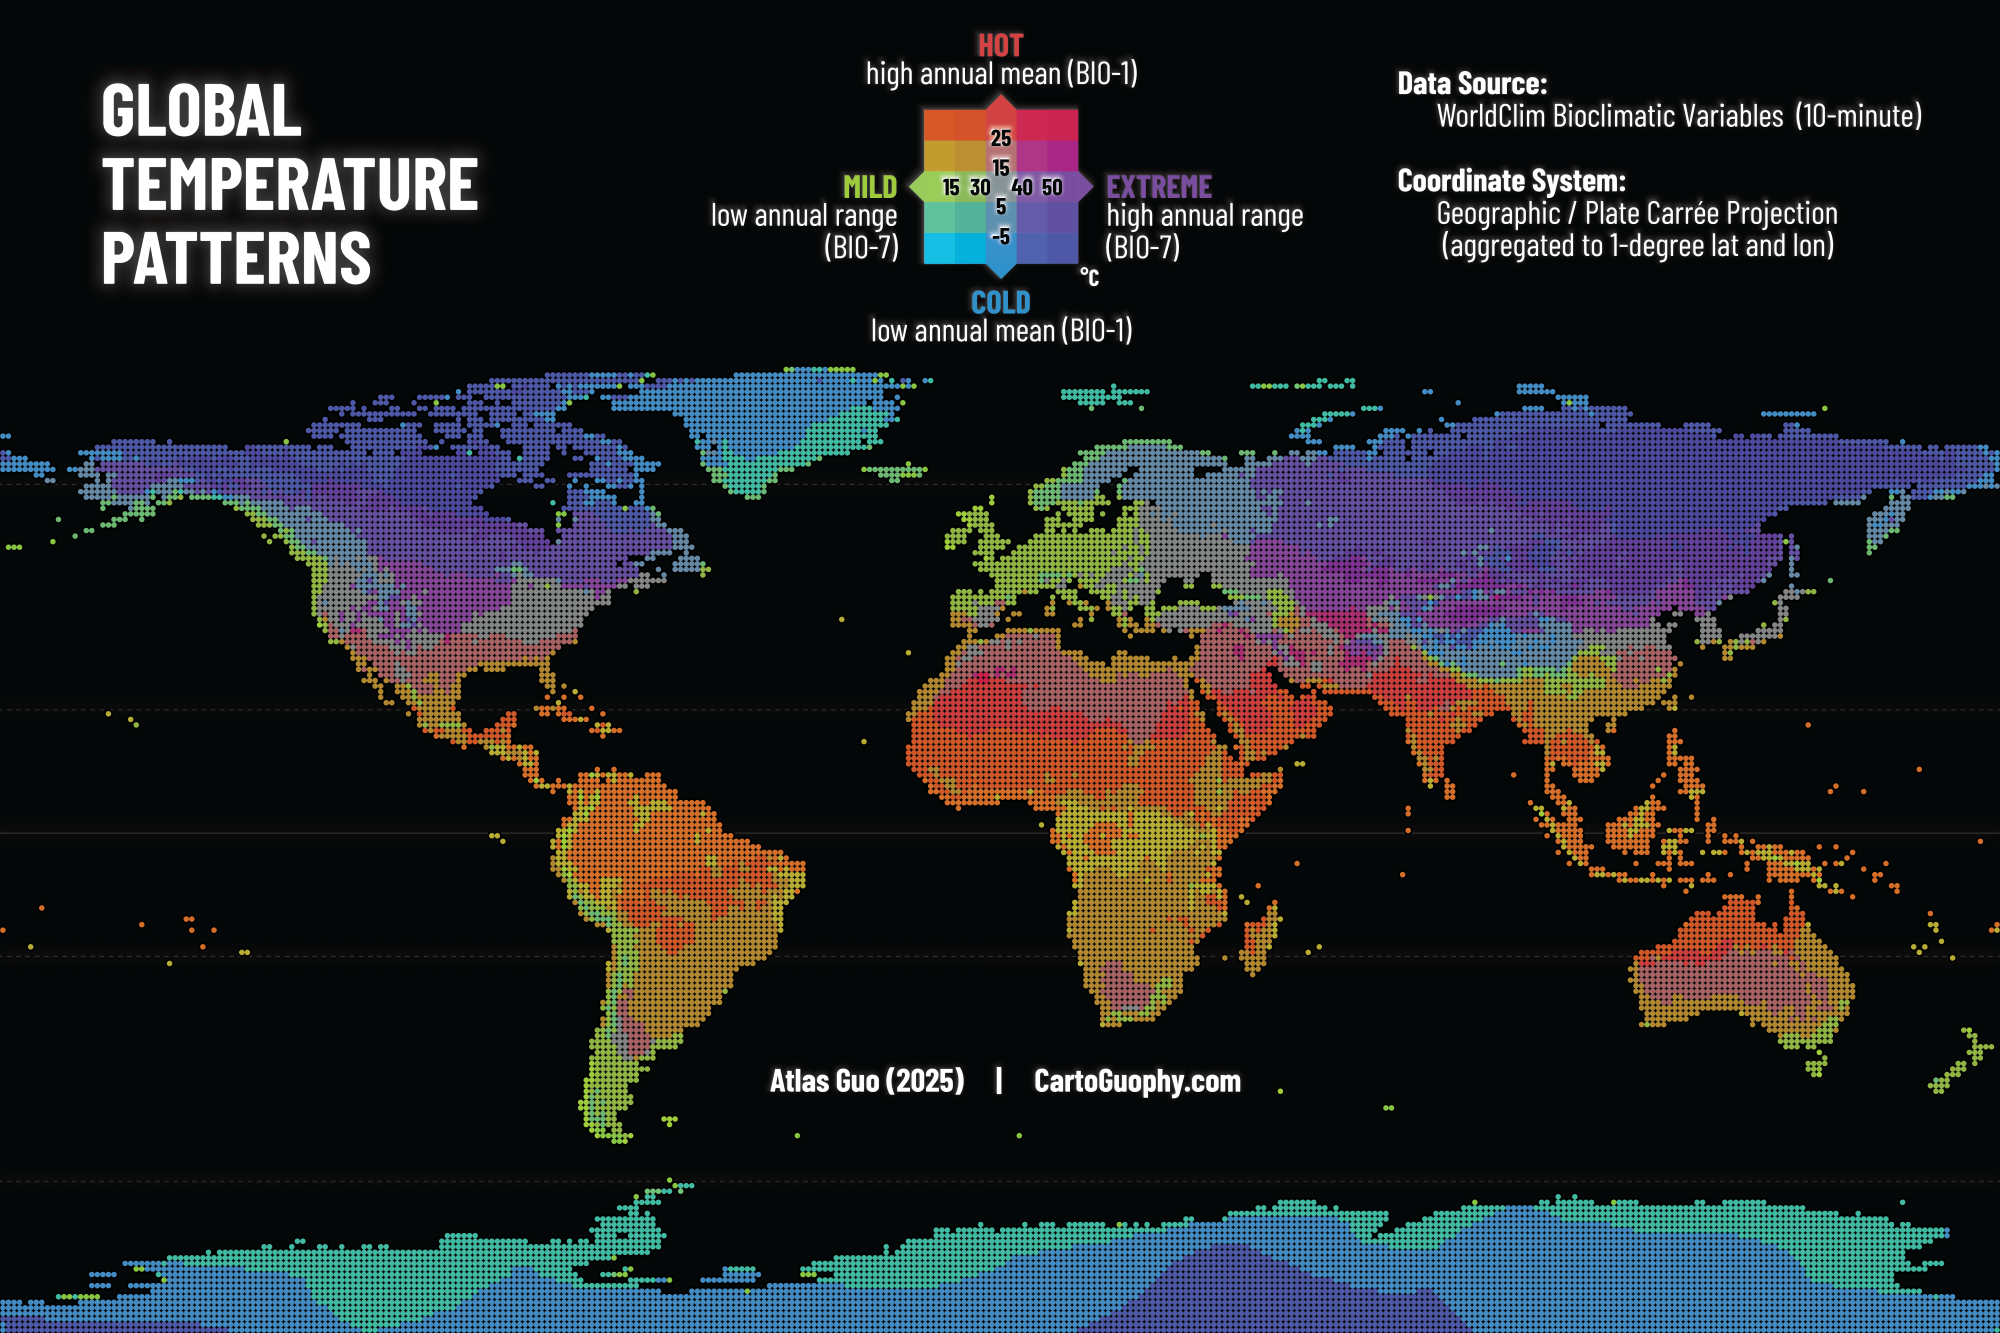 GLOBAL
TEMPERATURE
PATTERNS
HOT
high annual mean (BIO-1)
25
15
MILD
15 30 40 50
EXTREME
low annual range
(BIO-7)
5
-5
high annual range
(BIO-7)
°C
COLD
low annual mean (BIO-1)
Data Source:
WorldClim Bioclimatic Variables (10-minute)
Coordinate System:
Geographic / Plate Carrée Projection
(aggregated to 1-degree lat and lon)
Atlas Guo (2025) | CartoGuophy.com